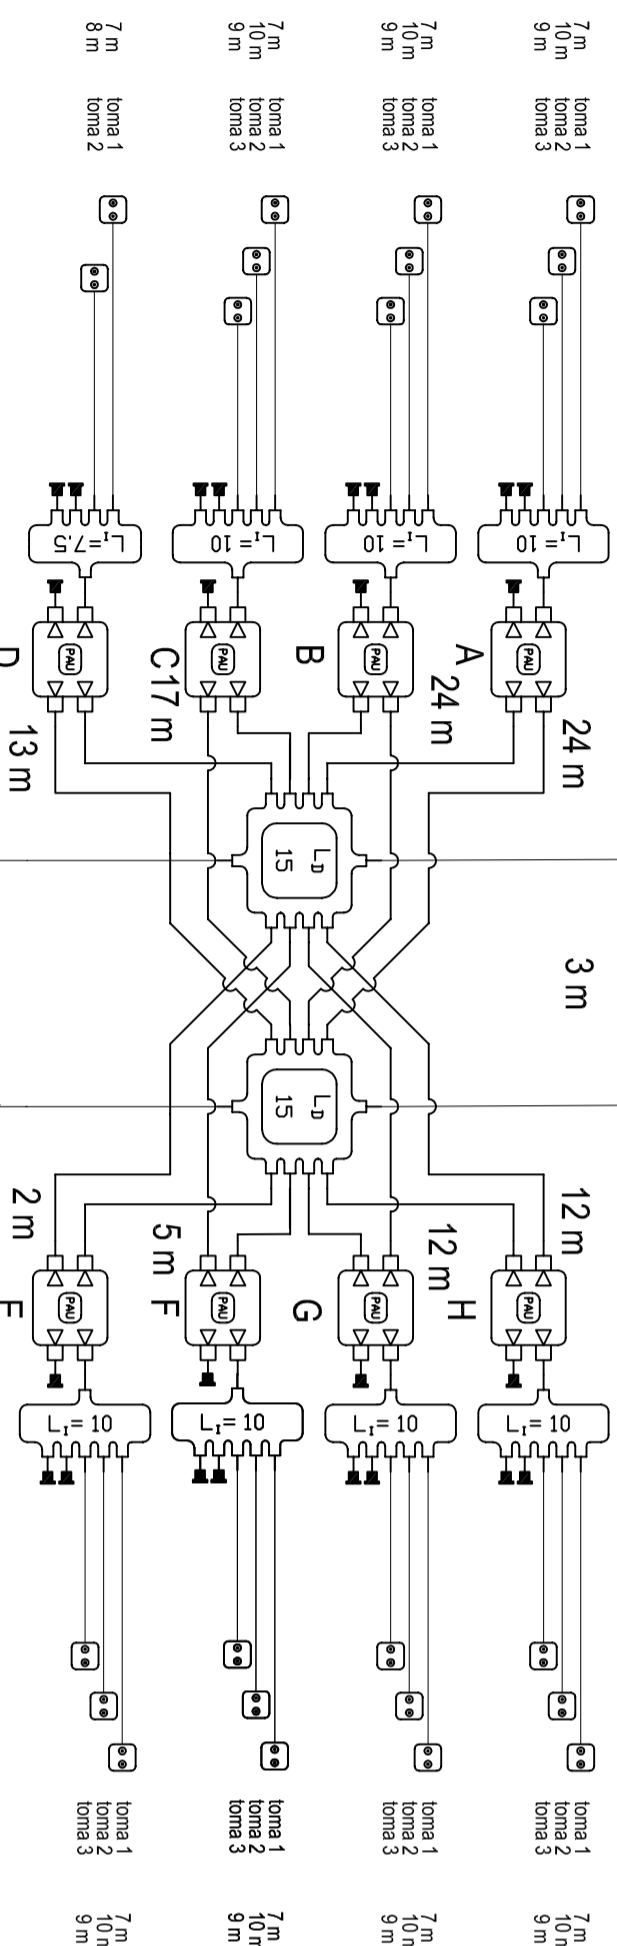 7 m toma 1
10 m toma 2
9 m toma 3
LI= 10
PAU
24 m
A
3 m
12 m
H
PAU
LI= 10
toma 1 7 m
toma 2 10 m
toma 3 9 m
7 m toma 1
10 m toma 2
9 m toma 3
LI= 10
PAU
24 m
B
LD
15
LD
15
12 m
G
PAU
LI= 10
toma 1 7 m
toma 2 10 m
toma 3 9 m
7 m toma 1
10 m toma 2
9 m toma 3
LI= 10
PAU
C 17 m
5 m
F
PAU
LI= 10
toma 1 7 m
toma 2 10 m
toma 3 9 m
7 m toma 1
8 m toma 2
LI=7.5
PAU
D
13 m
2 m
PAU
LI= 10
toma 1 7 m
toma 2 10 m
toma 3 9 m